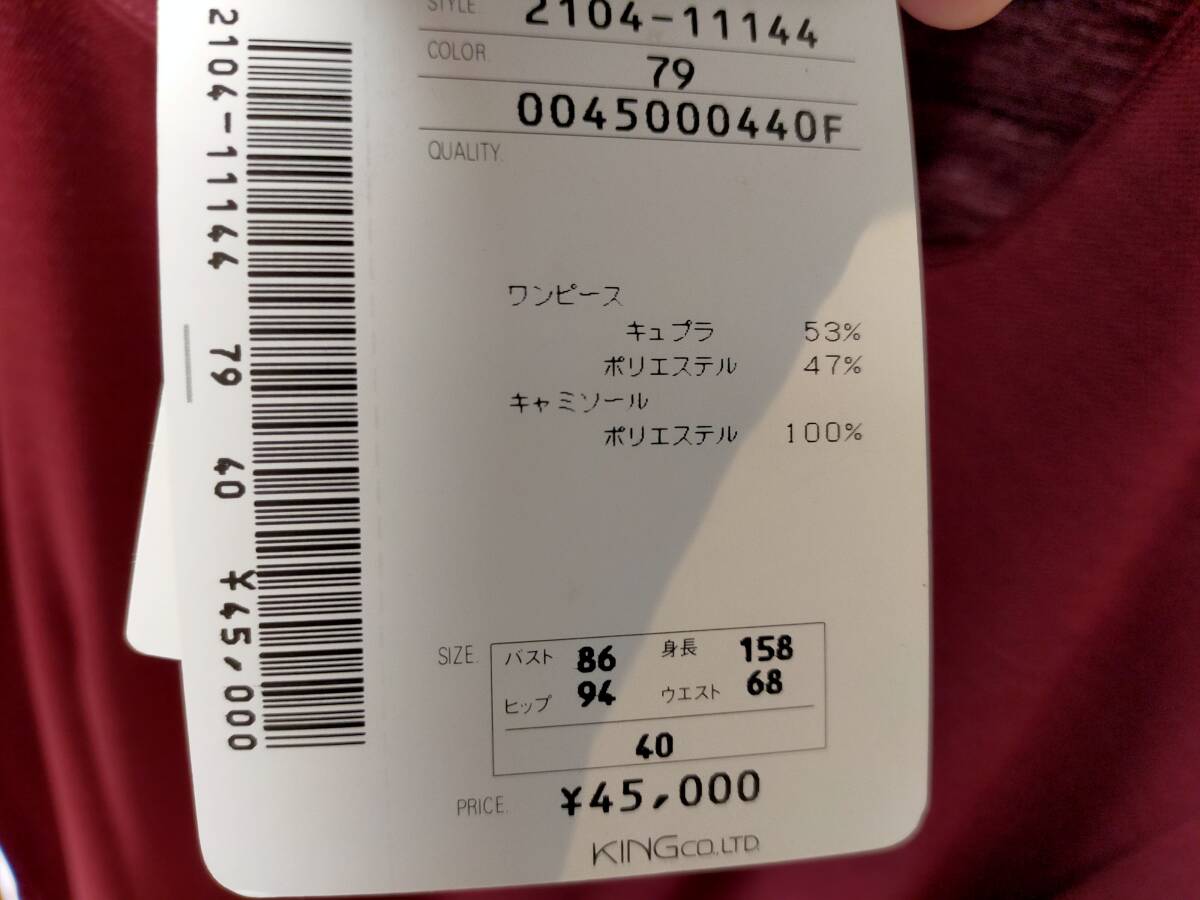 STYLE 2104-11144
COLOR 79
0045000440F
QUALITY.
ワンピース
キュプラ 53%
ポリエステル 47%
キャミソール
ポリエステル 100%
SIZE. バスト 86 身長 158
ヒップ 94 ウエスト 68
40
PRICE. ¥45,000
KING CO.,LTD.
2104-11144 79 40 ¥45,000